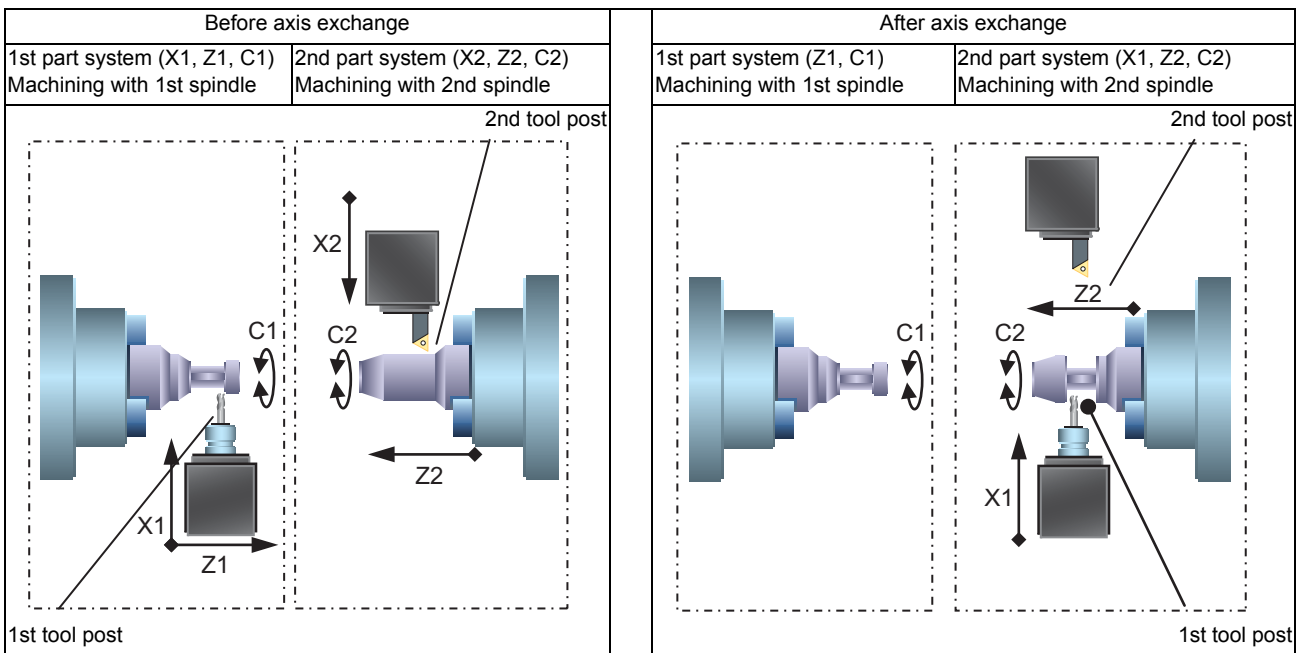 Before axis exchange
1st part system (X1, Z1, C1)
Machining with 1st spindle
2nd part system (X2, Z2, C2)
Machining with 2nd spindle
2nd tool post
X2
C1
C2
Z2
X1
Z1
1st tool post
After axis exchange
1st part system (Z1, C1)
Machining with 1st spindle
2nd part system (X1, Z2, C2)
Machining with 2nd spindle
2nd tool post
Z2
C1
C2
X1
1st tool post